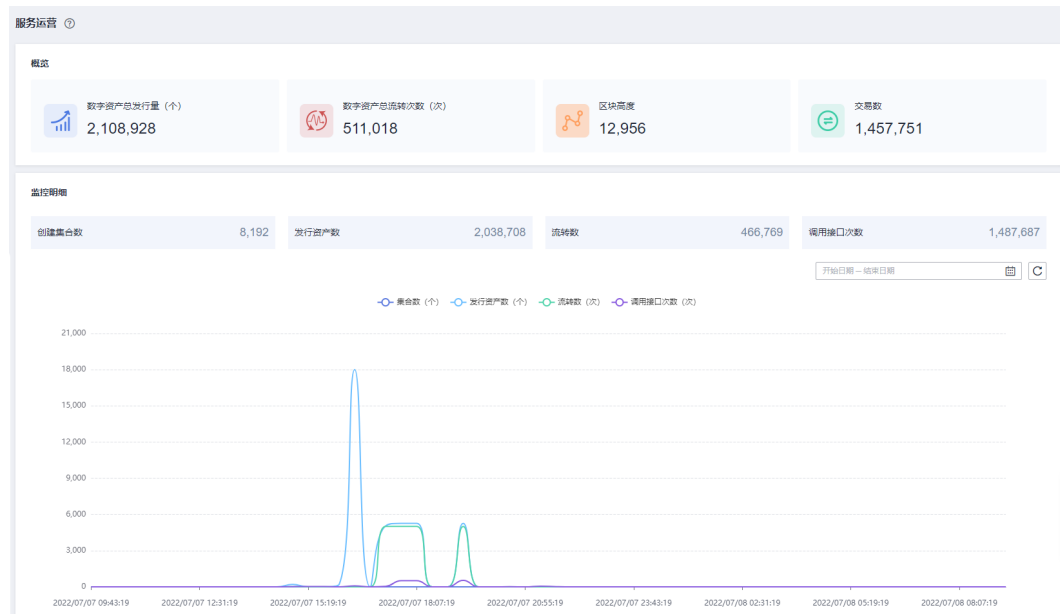 服务运营
概览
数字资产总发行量（个）
2,108,928
数字资产总流转次数（次）
511,018
区块高度
12,956
交易数
1,457,751
监控明细
创建集合数 8,192 发行资产数 2,038,708 流转数 466,769 调用接口次数 1,487,687
开始日期 – 结束日期
集合数（个） 发行资产数（个） 流转数（次） 调用接口次数（次）
21,000
18,000
15,000
12,000
9,000
6,000
3,000
0
2022/07/07 09:43:19 2022/07/07 12:31:19 2022/07/07 15:19:19 2022/07/07 18:07:19 2022/07/07 20:55:19 2022/07/07 23:43:19 2022/07/08 02:31:19 2022/07/08 05:19:19 2022/07/08 08:07:19